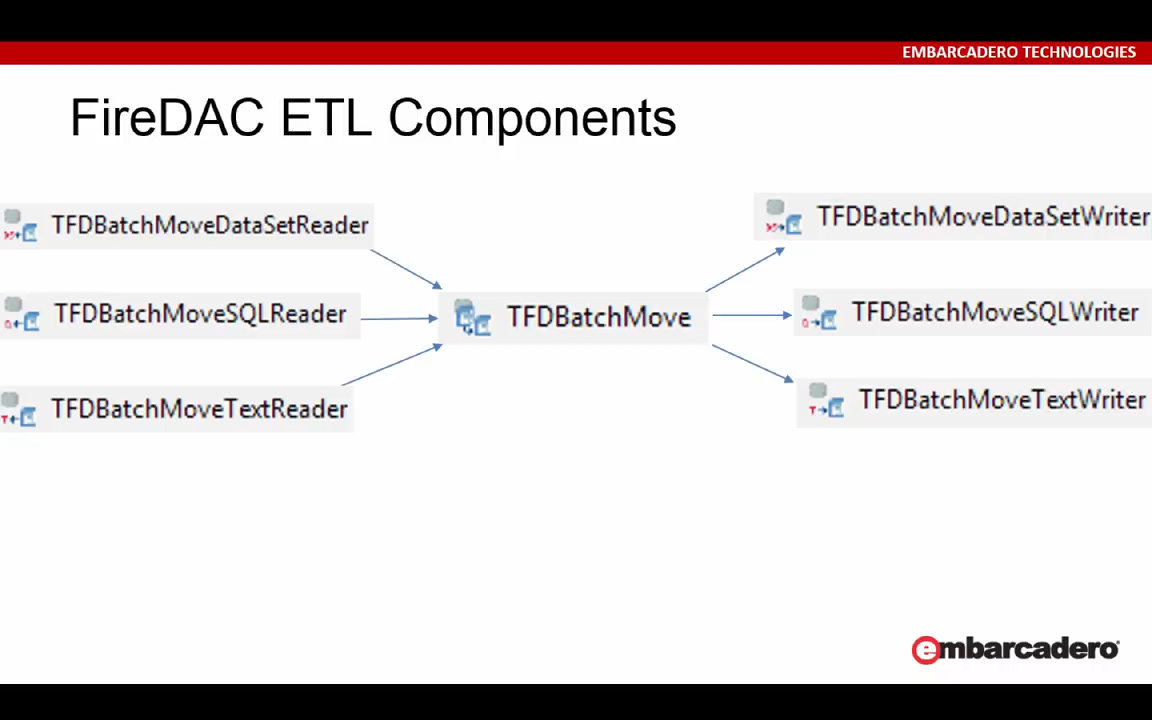 EMBARCADERO TECHNOLOGIES
FireDAC ETL Components
TFDBatchMoveDataSetReader
TFDBatchMoveSQLReader
TFDBatchMoveTextReader
TFDBatchMove
TFDBatchMoveDataSetWriter
TFDBatchMoveSQLWriter
TFDBatchMoveTextWriter
embarcadero